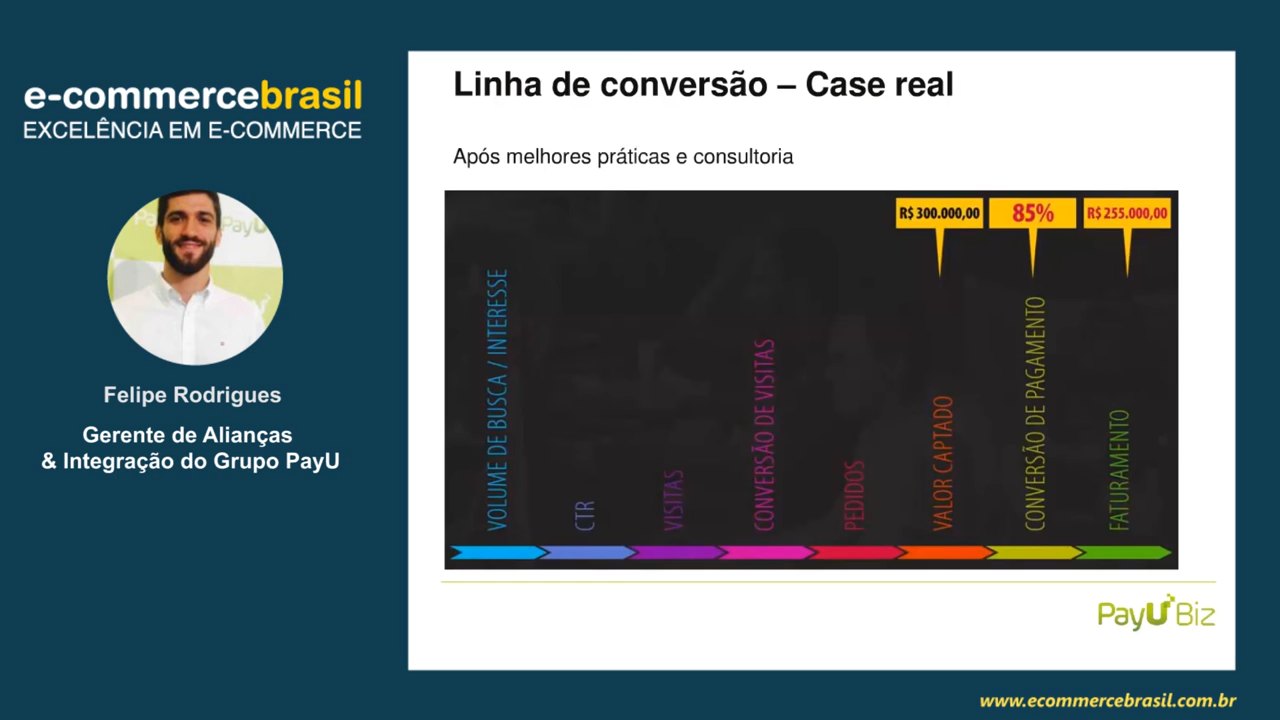 e-commercebrasil
EXCELÊNCIA EM E-COMMERCE
Felipe Rodrigues
Gerente de Alianças
& Integração do Grupo PayU
Linha de conversão – Case real
Após melhores práticas e consultoria
R$ 300.000,00
85%
R$ 255.000,00
VOLUME DE BUSCA / INTERESSE
CTR
VISITAS
CONVERSÃO DE VISITAS
PEDIDOS
VALOR CAPTADO
CONVERSÃO DE PAGAMENTO
FATURAMENTO
PayU Biz
www.ecommercebrasil.com.br